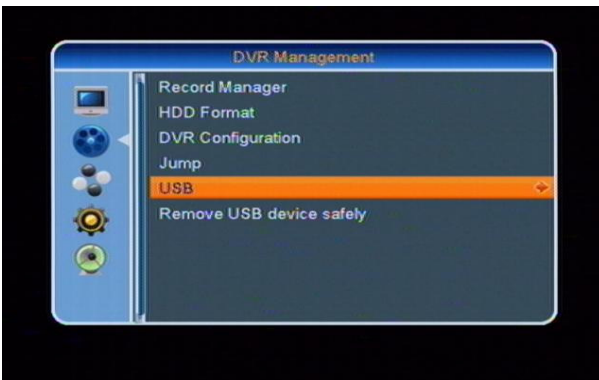 DVR Management
Record Manager
HDD Format
DVR Configuration
Jump
USB
Remove USB device safely